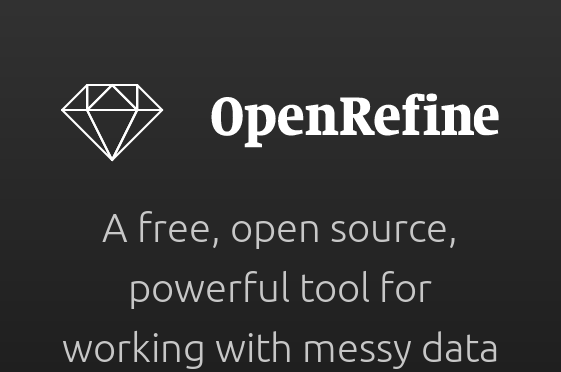 OpenRefine
A free, open source,
powerful tool for
working with messy data